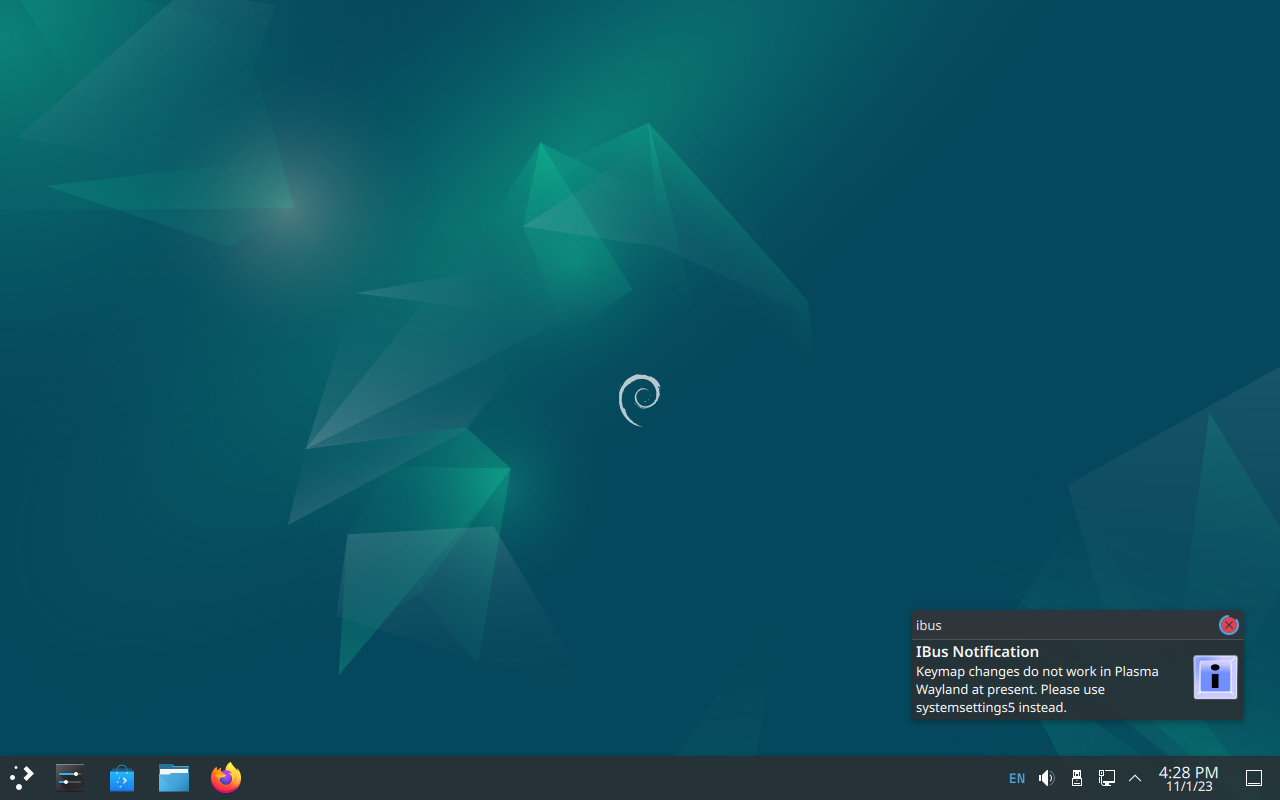 ibus
IBus Notification
Keymap changes do not work in Plasma
Wayland at present. Please use
systemsettings5 instead.
EN
4:28 PM
11/1/23